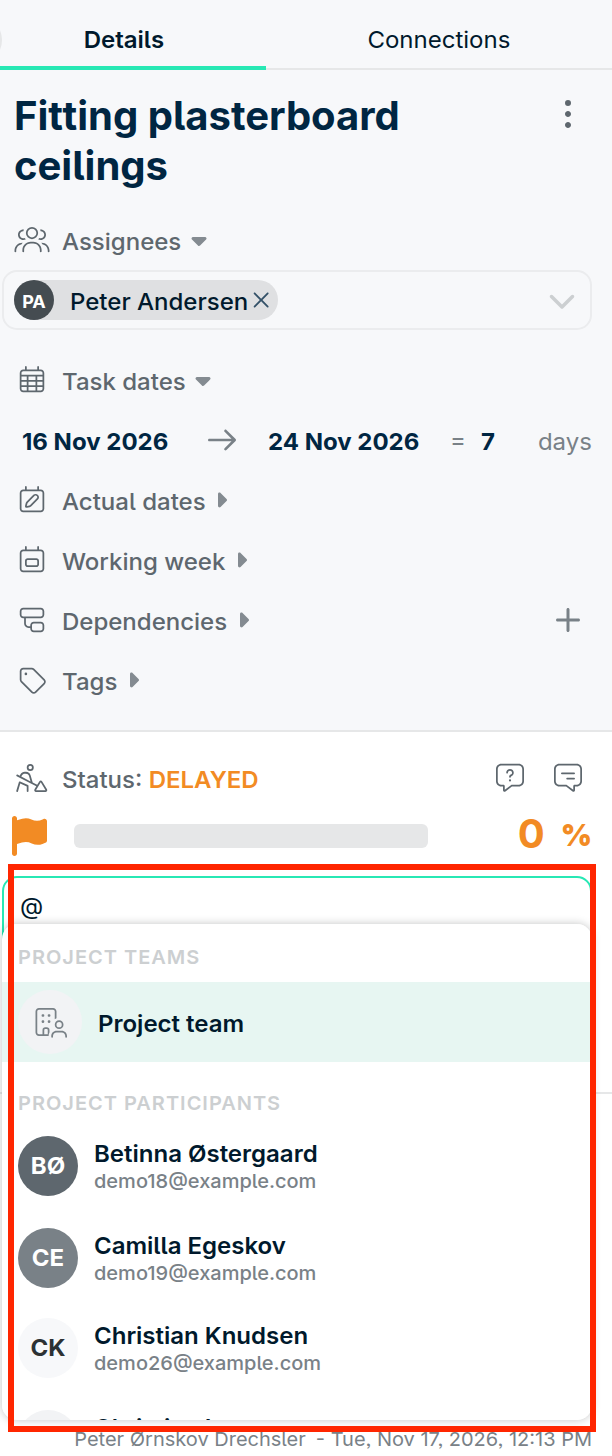 Details
Connections
Fitting plasterboard
ceilings
Assignees
PA Peter Andersen
Task dates
16 Nov 2026 → 24 Nov 2026 = 7 days
Actual dates
Working week
Dependencies +
Tags
Status: DELAYED
0 %
@
PROJECT TEAMS
Project team
PROJECT PARTICIPANTS
BØ
Betinna Østergaard
demo18@example.com
CE
Camilla Egeskov
demo19@example.com
CK
Christian Knudsen
demo26@example.com
Peter Ørnskov Drechsler - Tue, Nov 17, 2026, 12:13 PM